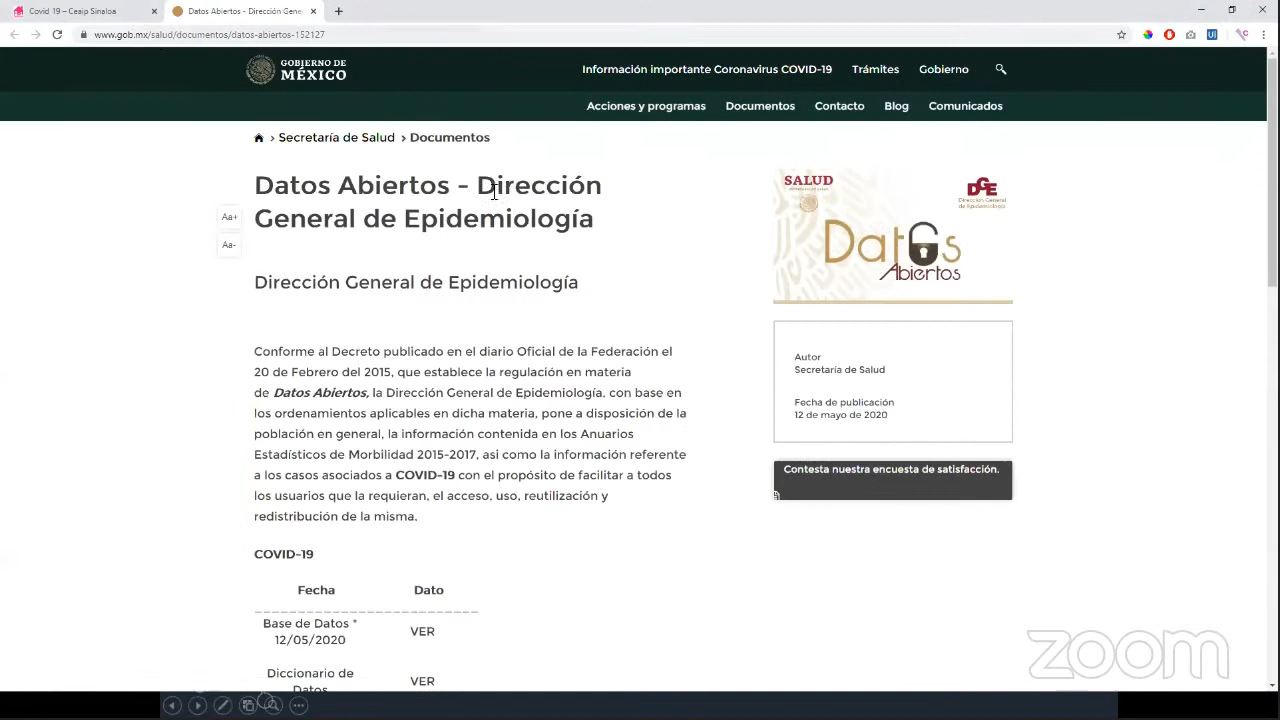 Covid 19 – Ceaip Sinaloa
Datos Abiertos - Dirección Gene
www.gob.mx/salud/documentos/datos-abiertos-152127
GOBIERNO DE
MÉXICO
Información importante Coronavirus COVID-19
Trámites
Gobierno
Acciones y programas
Documentos
Contacto
Blog
Comunicados
> Secretaría de Salud > Documentos
Datos Abiertos - Dirección
General de Epidemiología
Aa+
Aa-
Dirección General de Epidemiología
Conforme al Decreto publicado en el diario Oficial de la Federación el
20 de Febrero del 2015, que establece la regulación en materia
de Datos Abiertos, la Dirección General de Epidemiología, con base en
los ordenamientos aplicables en dicha materia, pone a disposición de la
población en general, la información contenida en los Anuarios
Estadísticos de Morbilidad 2015-2017, asi como la información referente
a los casos asociados a COVID-19 con el propósito de facilitar a todos
los usuarios que la requieran, el acceso, uso, reutilización y
redistribución de la misma.
COVID-19
Fecha Dato
Base de Datos *
12/05/2020
VER
Diccionario de
Datos
VER
SALUD
DGE
Dirección General
de Epidemiología
Datos
Abiertos
Autor
Secretaría de Salud
Fecha de publicación
12 de mayo de 2020
Contesta nuestra encuesta de satisfacción.
zoom